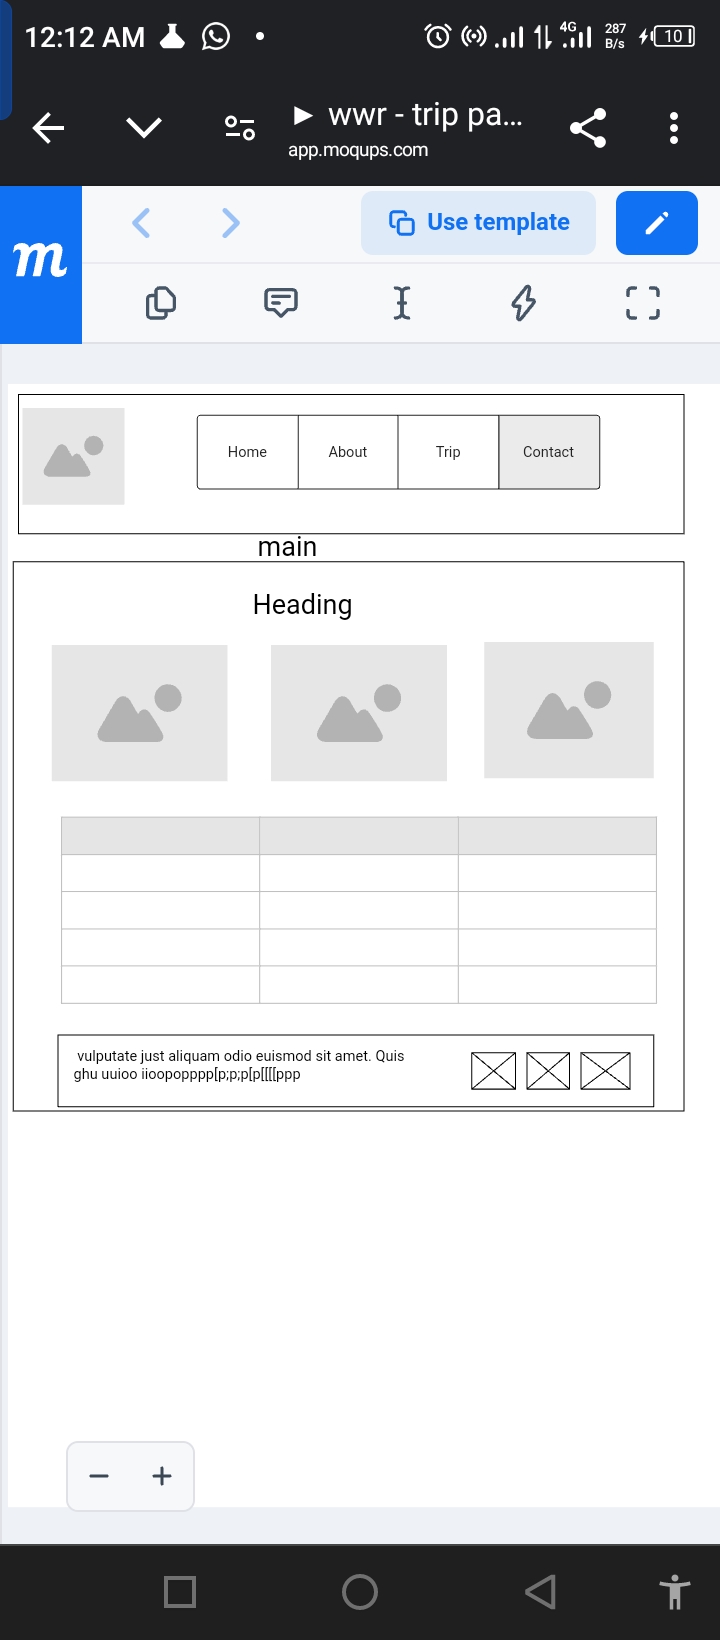 12:12 AM
4G
287
B/s
10
► wwr - trip pa...
app.moqups.com
m
Use template
Home
About
Trip
Contact
main
Heading
vulputate just aliquam odio euismod sit amet. Quis
ghu uuioo iioopopppp[p;p;p[p[[[[ppp